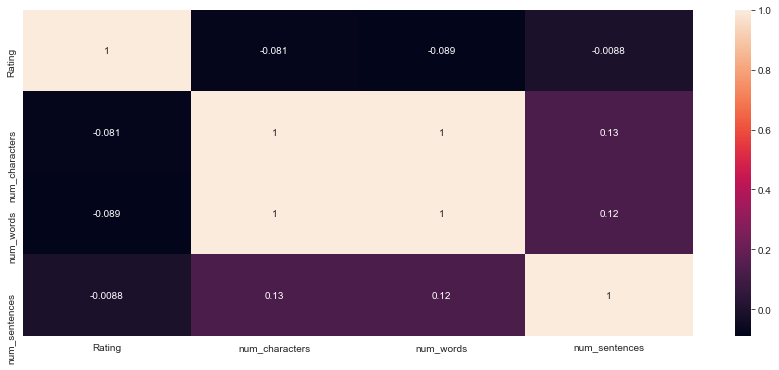 Rating 1 -0.081 -0.089 -0.0088
num_characters -0.081 1 1 0.13
num_words -0.089 1 1 0.12
num_sentences -0.0088 0.13 0.12 1
Rating num_characters num_words num_sentences
1.0
0.8
0.6
0.4
0.2
0.0